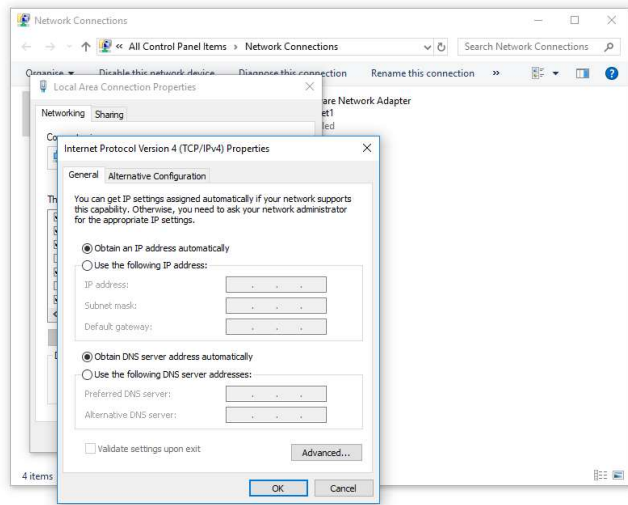 Network Connections
All Control Panel Items > Network Connections
Search Network Connections
Organise Disable this network device Diagnose this connection Rename this connection »
Local Area Connection Properties
are Network Adapter
et1
led
Networking Sharing
Internet Protocol Version 4 (TCP/IPv4) Properties
General Alternative Configuration
You can get IP settings assigned automatically if your network supports
this capability. Otherwise, you need to ask your network administrator
for the appropriate IP settings.
Obtain an IP address automatically
Use the following IP address:
IP address:
Subnet mask:
Default gateway:
Obtain DNS server address automatically
Use the following DNS server addresses:
Preferred DNS server:
Alternative DNS server:
Validate settings upon exit
Advanced...
4 items
OK Cancel